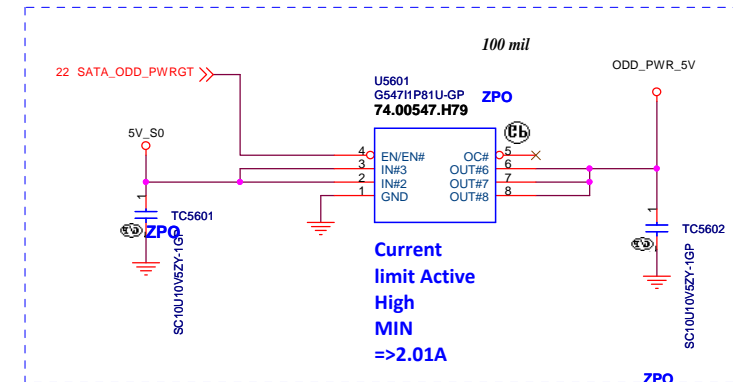 100 mil
22 SATA_ODD_PWRGT
ODD_PWR_5V
U5601
G547I1P81U-GP
74.00547.H79
ZPO
5V_S0
4
EN/EN#
OC#
5
3
IN#3
OUT#6
6
2
IN#2
OUT#7
7
1
GND
OUT#8
8
1
TC5601
ZPO
SC10U10V5ZY-1GP
1
TC5602
SC10U10V5ZY-1GP
Current
limit Active
High
MIN
=>2.01A
ZPO